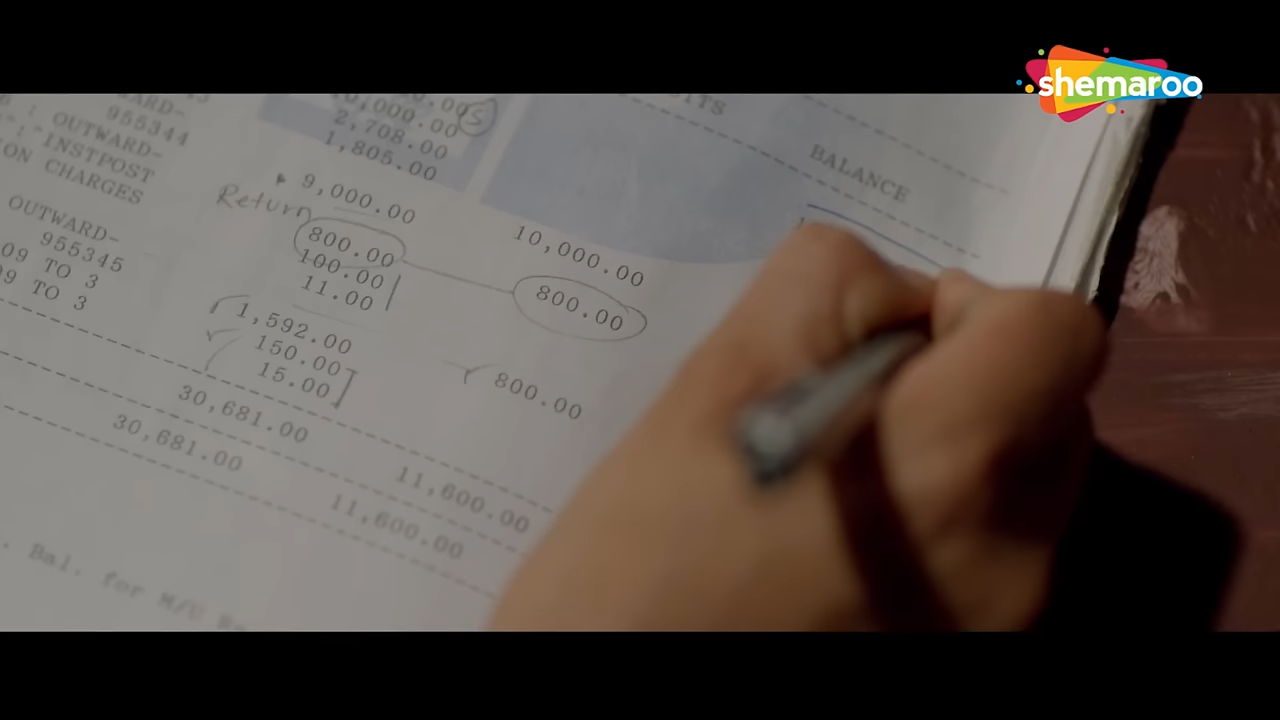 shemaroo
BALANCE
955344
OUTWARD-
2,708.00
"INSTPOST
1,805.00
ION CHARGES
9,000.00
Return
OUTWARD-
800.00 10,000.00
955345
100.00
09 TO 3
11.00 800.00
09 TO 3
1,592.00
150.00
15.00 800.00
30,681.00 11,600.00
30,681.00 11,600.00
. Bal. for M/U